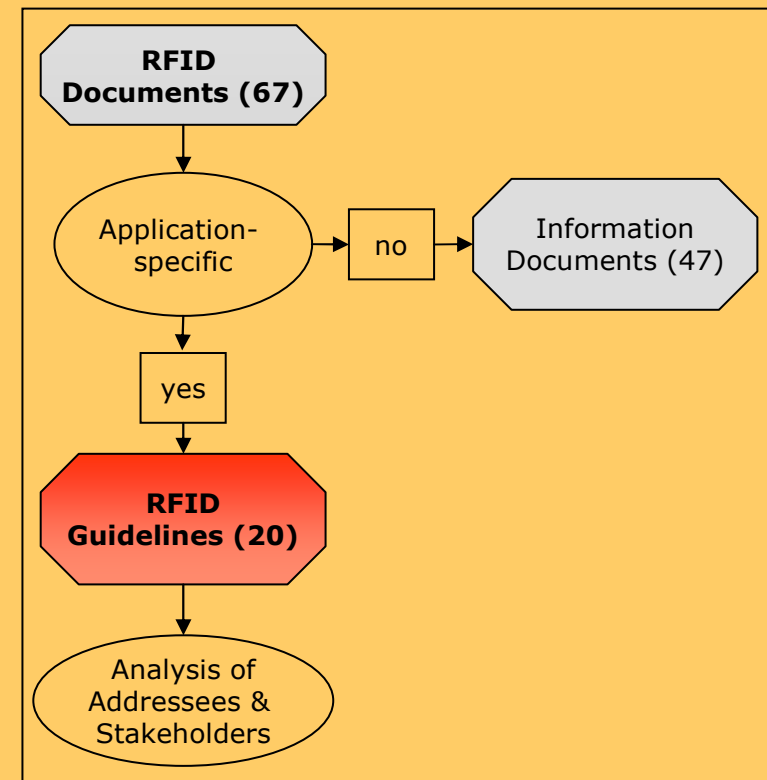 RFID
Documents (67)
Application-
specific
no
Information
Documents (47)
yes
RFID
Guidelines (20)
Analysis of
Addressees &
Stakeholders